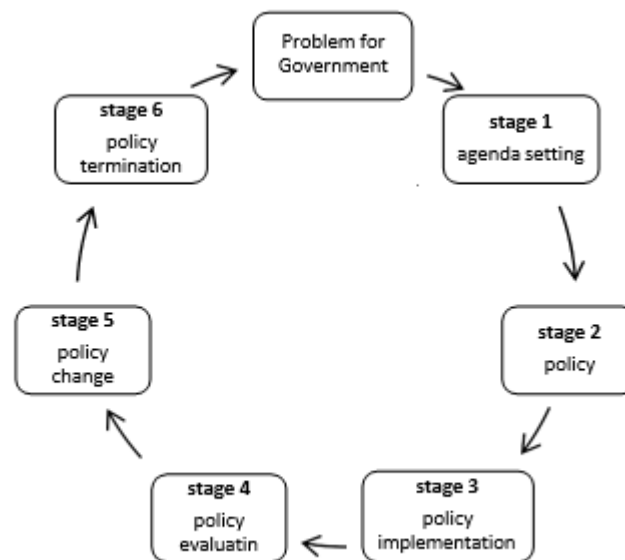 Problem for
Government
stage 1
agenda setting
stage 2
policy
stage 3
policy
implementation
stage 4
policy
evaluatin
stage 5
policy
change
stage 6
policy
termination